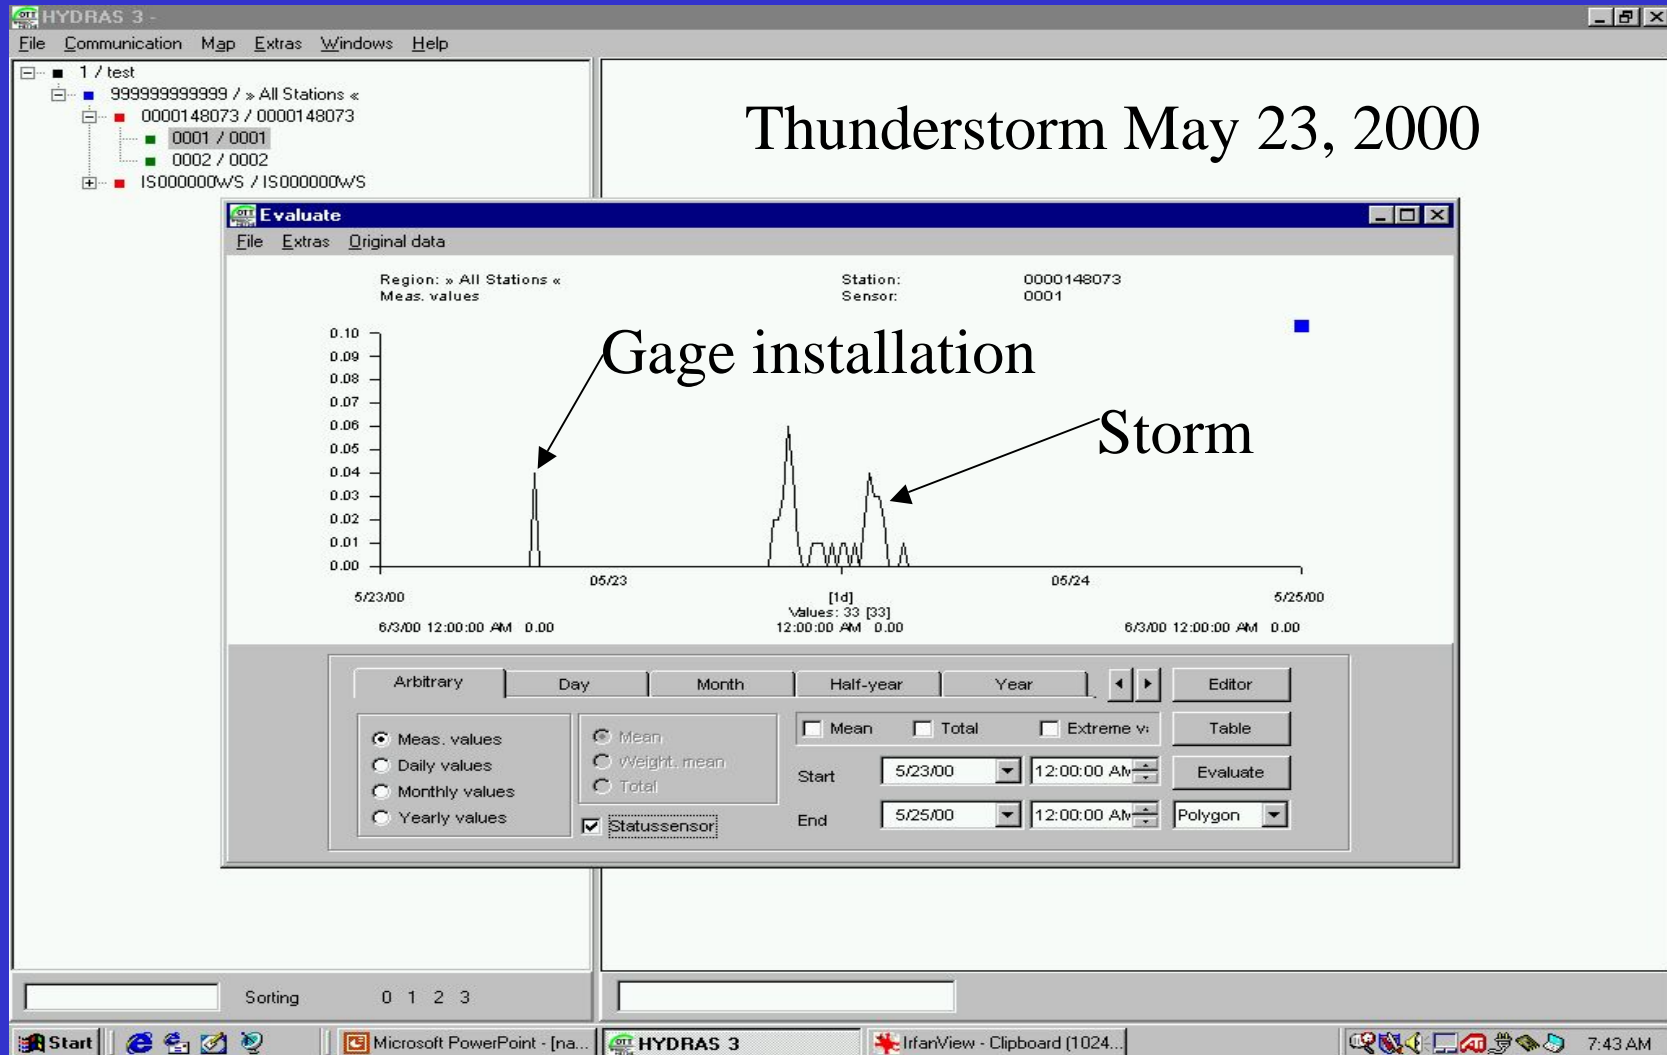 HYDRAS 3 -
File Communication Map Extras Windows Help
1 / test
999999999999 / » All Stations «
0000148073 / 0000148073
0001 / 0001
0002 / 0002
IS000000WS / IS000000WS
Thunderstorm May 23, 2000
Evaluate
File Extras Original data
Region: » All Stations « Station: 0000148073
Meas. values Sensor: 0001
Gage installation
Storm
0.10
0.09
0.08
0.07
0.06
0.05
0.04
0.03
0.02
0.01
0.00
05/23 05/24
5/23/00 [1d] 5/25/00
Values: 33 [33]
6/3/00 12:00:00 AM 0.00 12:00:00 AM 0.00 6/3/00 12:00:00 AM 0.00
Arbitrary Day Month Half-year Year Editor
Meas. values Mean Mean Total Extreme Table
Daily values Weight. mean Start 5/23/00 12:00:00 Evaluate
Monthly values Total
Yearly values Statussensor End 5/25/00 12:00:00 Polygon
Sorting 0 1 2 3
Start Microsoft PowerPoint - [na... HYDRAS 3 IrfanView - Clipboard (1024... 7:43 AM